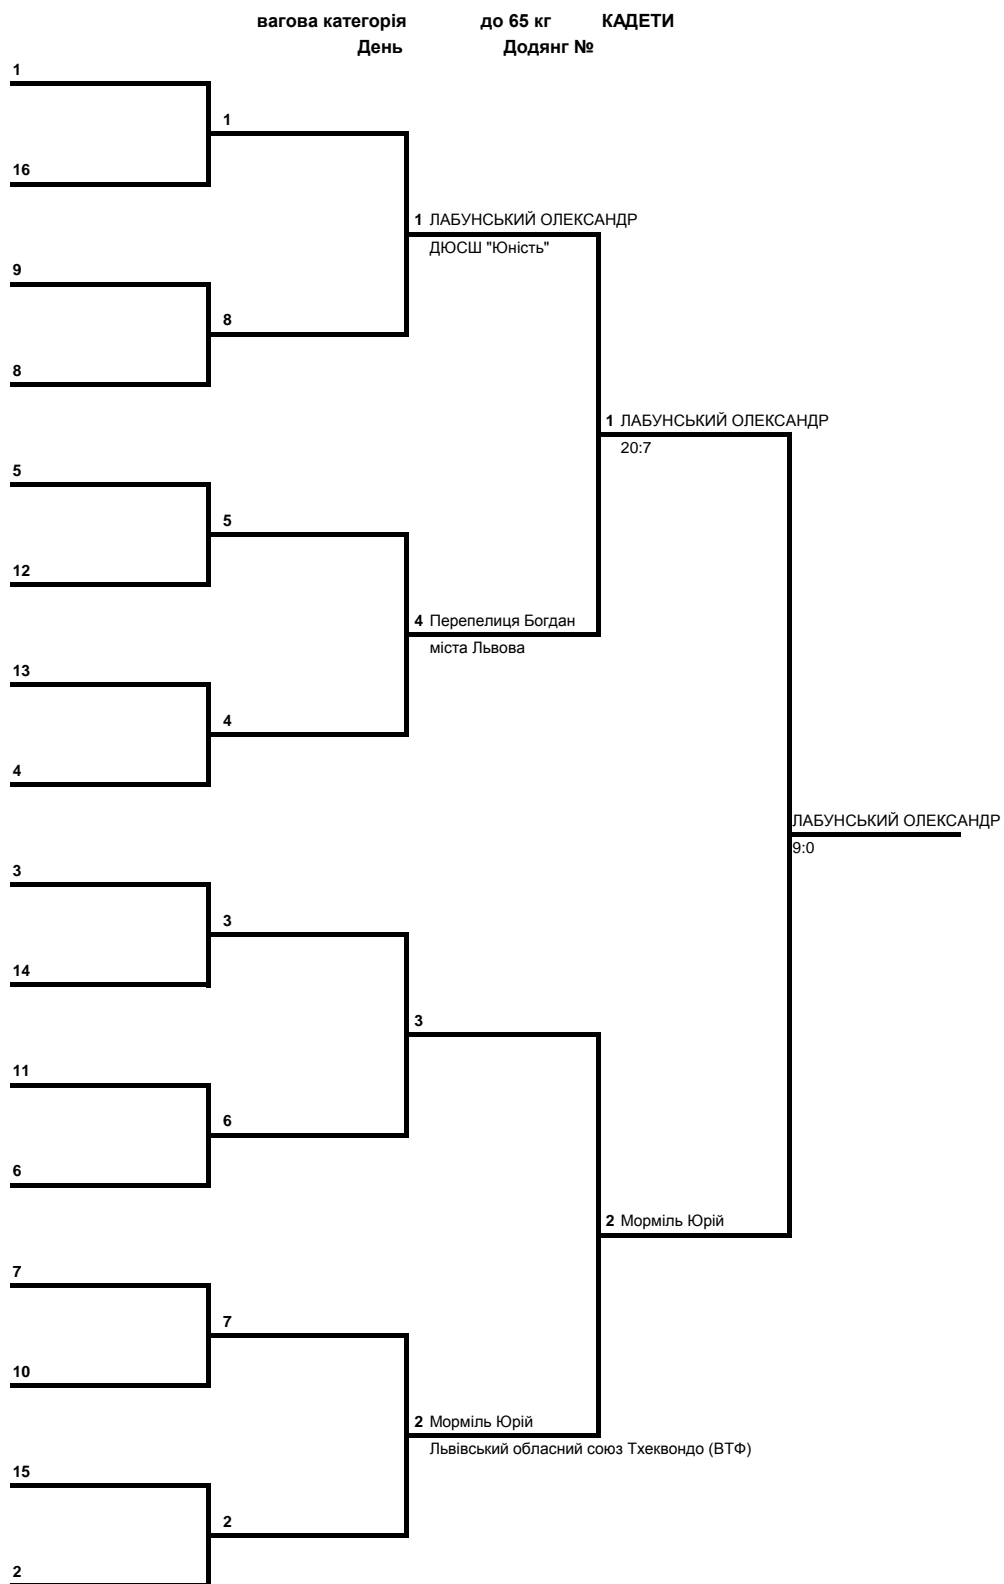 вагова категорія до 65 кг КАДЕТИ
День Додянг №
1
1
16
1 ЛАБУНСЬКИЙ ОЛЕКСАНДР
ДЮСШ "Юність"
9
8
8
1 ЛАБУНСЬКИЙ ОЛЕКСАНДР
20:7
5
5
12
4 Перепелиця Богдан
міста Львова
13
4
4
ЛАБУНСЬКИЙ ОЛЕКСАНДР
9:0
3
3
14
3
11
6
6
2 Морміль Юрій
7
7
10
2 Морміль Юрій
Львівський обласний союз Тхеквондо (ВТФ)
15
2
2